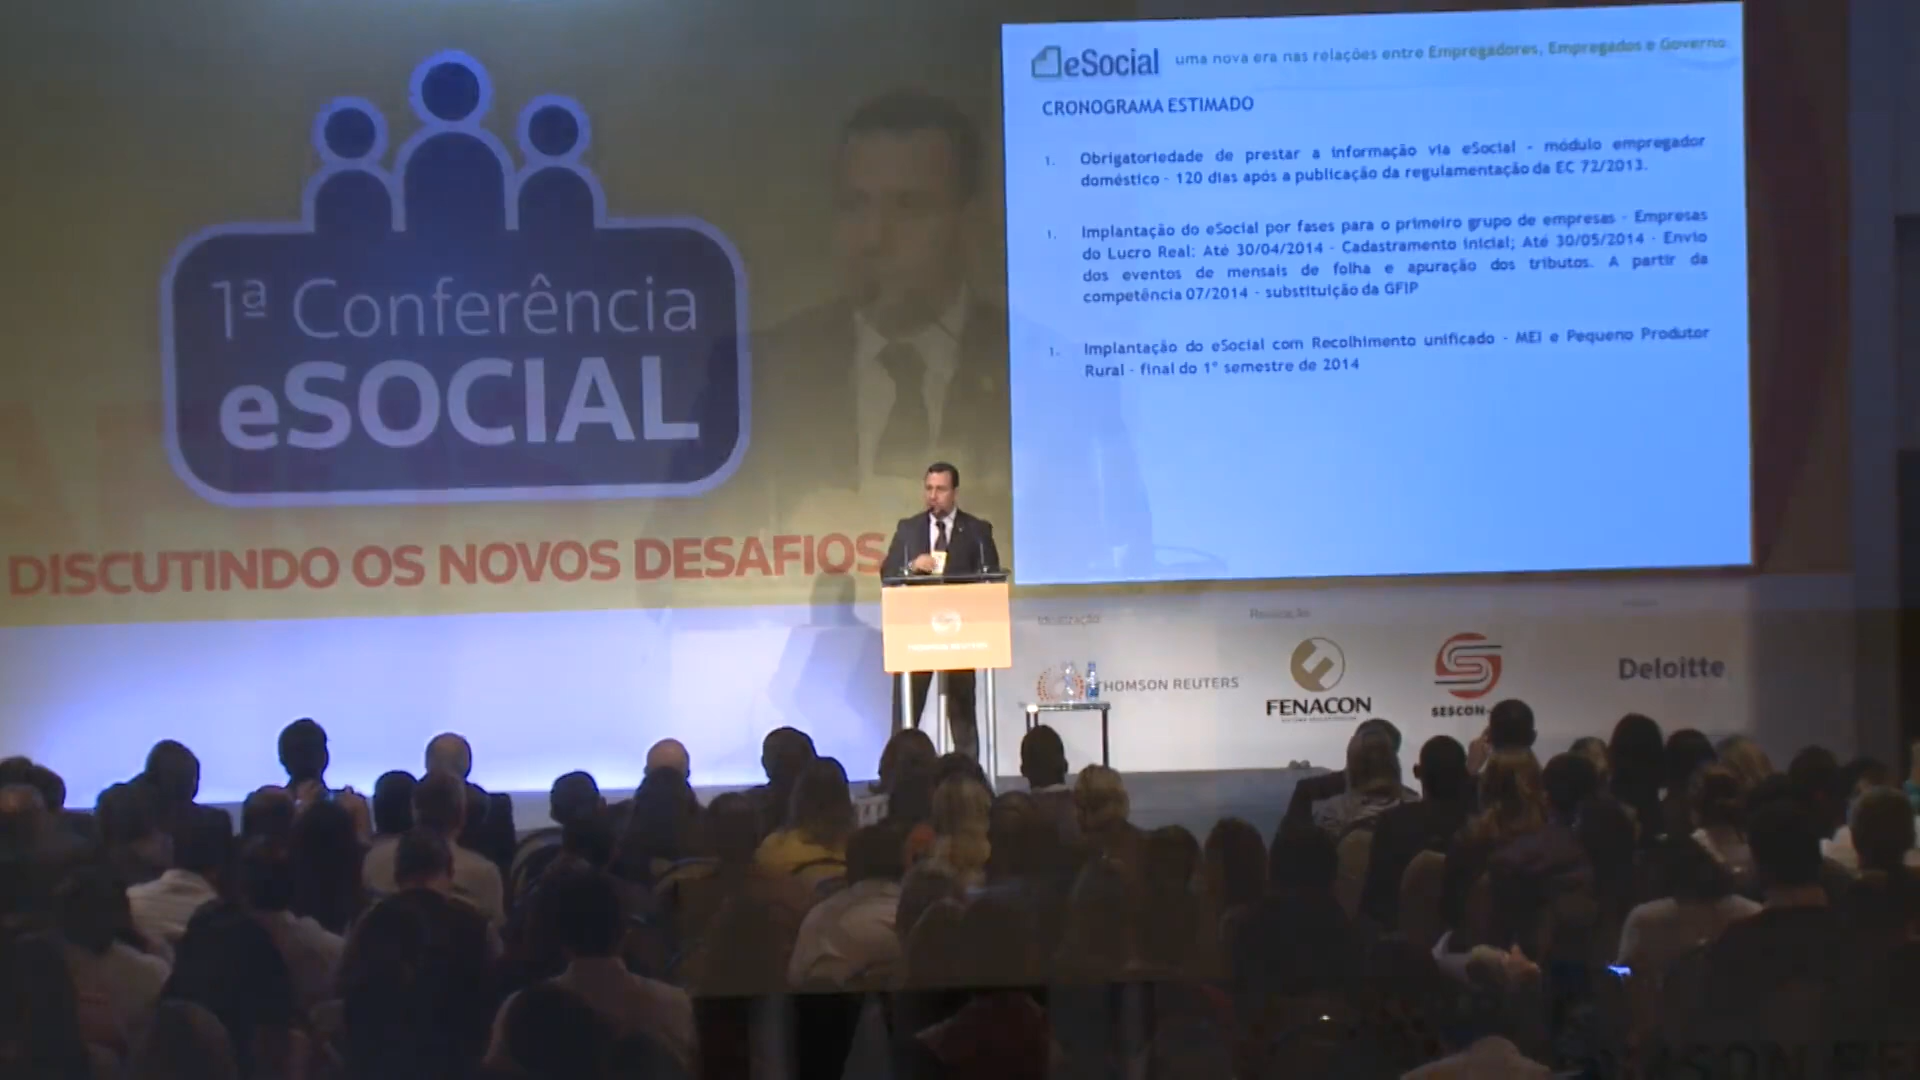 1ª Conferência
eSOCIAL
DISCUTINDO OS NOVOS DESAFIOS
eSocial uma nova era nas relações entre Empregadores, Empregados e Governo
CRONOGRAMA ESTIMADO
1. Obrigatoriedade de prestar a informação via eSocial - módulo empregador
doméstico - 120 dias após a publicação da regulamentação da EC 72/2013.
1. Implantação do eSocial por fases para o primeiro grupo de empresas - Empresas
do Lucro Real: Até 30/04/2014 - Cadastramento inicial; Até 30/05/2014 - Envio
dos eventos de mensais de folha e apuração dos tributos. A partir da
competência 07/2014 - substituição da GFIP
1. Implantação do eSocial com Recolhimento unificado - MEI e Pequeno Produtor
Rural - final do 1º semestre de 2014
Idealização
Realização
THOMSON REUTERS
THOMSON REUTERS
FENACON
SESCON-
Deloitte